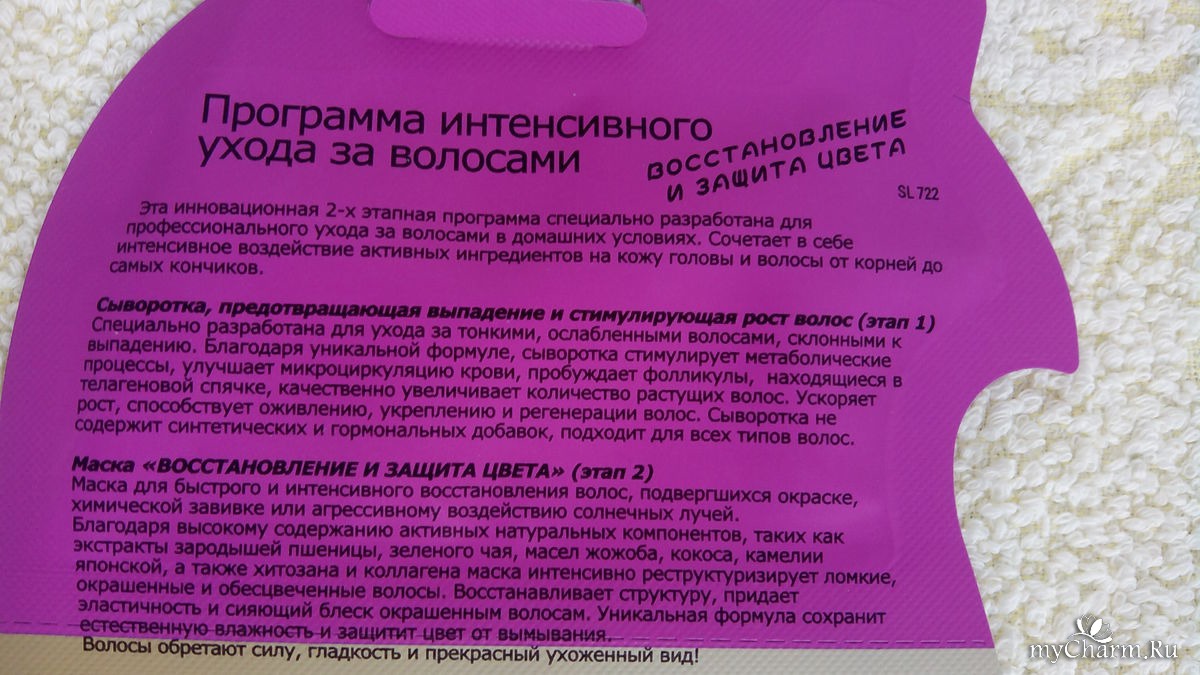 Программа интенсивного
ухода за волосами
ВОССТАНОВЛЕНИЕ
И ЗАЩИТА ЦВЕТА
SL 722
Эта инновационная 2-х этапная программа специально разработана для
профессионального ухода за волосами в домашних условиях. Сочетает в себе
интенсивное воздействие активных ингредиентов на кожу головы и волосы от корней до
самых кончиков.
Сыворотка, предотвращающая выпадение и стимулирующая рост волос (этап 1)
Специально разработана для ухода за тонкими, ослабленными волосами, склонными к
выпадению. Благодаря уникальной формуле, сыворотка стимулирует метаболические
процессы, улучшает микроциркуляцию крови, пробуждает фолликулы, находящиеся в
телагеновой спячке, качественно увеличивает количество растущих волос. Ускоряет
рост, способствует оживлению, укреплению и регенерации волос. Сыворотка не
содержит синтетических и гормональных добавок, подходит для всех типов волос.
Маска «ВОССТАНОВЛЕНИЕ И ЗАЩИТА ЦВЕТА» (этап 2)
Маска для быстрого и интенсивного восстановления волос, подвергшихся окраске,
химической завивке или агрессивному воздействию солнечных лучей.
Благодаря высокому содержанию активных натуральных компонентов, таких как
экстракты зародышей пшеницы, зеленого чая, масел жожоба, кокоса, камелии
японской, а также хитозана и коллагена маска интенсивно реструктуризирует ломкие,
окрашенные и обесцвеченные волосы. Восстанавливает структуру, придает
эластичность и сияющий блеск окрашенным волосам. Уникальная формула сохранит
естественную влажность и защитит цвет от вымывания.
Волосы обретают силу, гладкость и прекрасный ухоженный вид!
myCharm.Ru